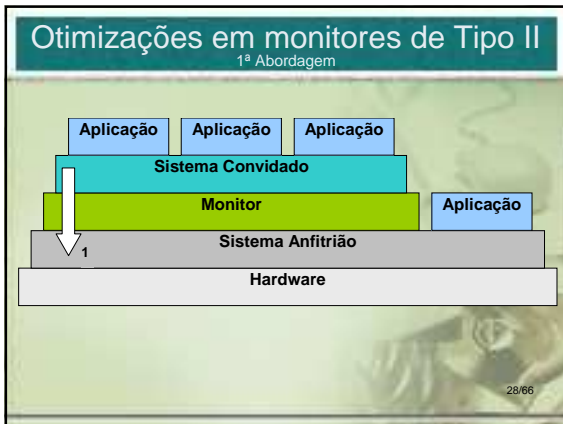 Otimizações em monitores de Tipo II
1ª Abordagem
Aplicação Aplicação Aplicação
Sistema Convidado
Monitor Aplicação
Sistema Anfitrião
1
Hardware
28/66